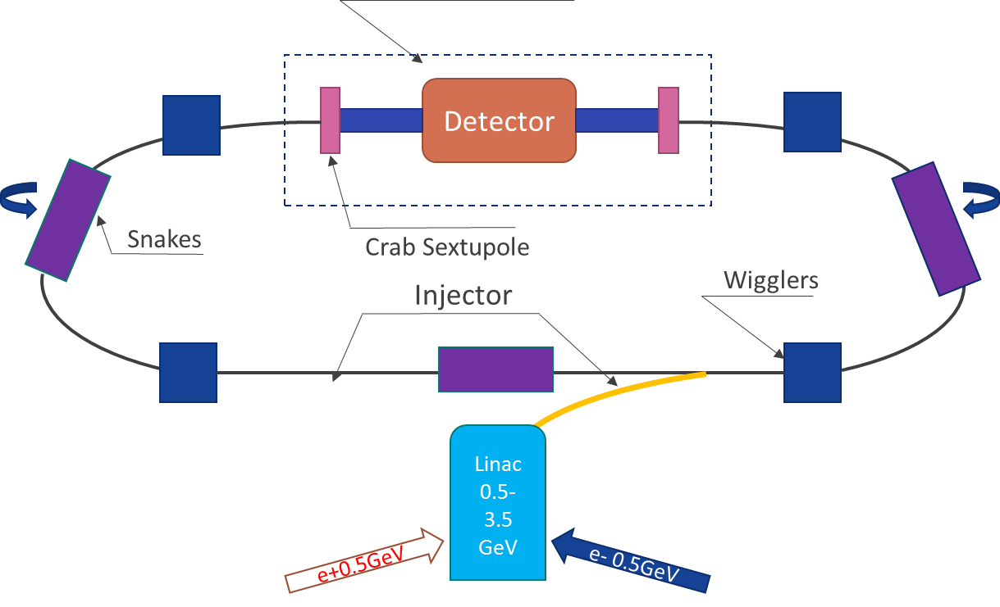 Detector
Snakes
Crab Sextupole
Wigglers
Injector
Linac
0.5-
3.5
GeV
e+0.5GeV
e- 0.5GeV